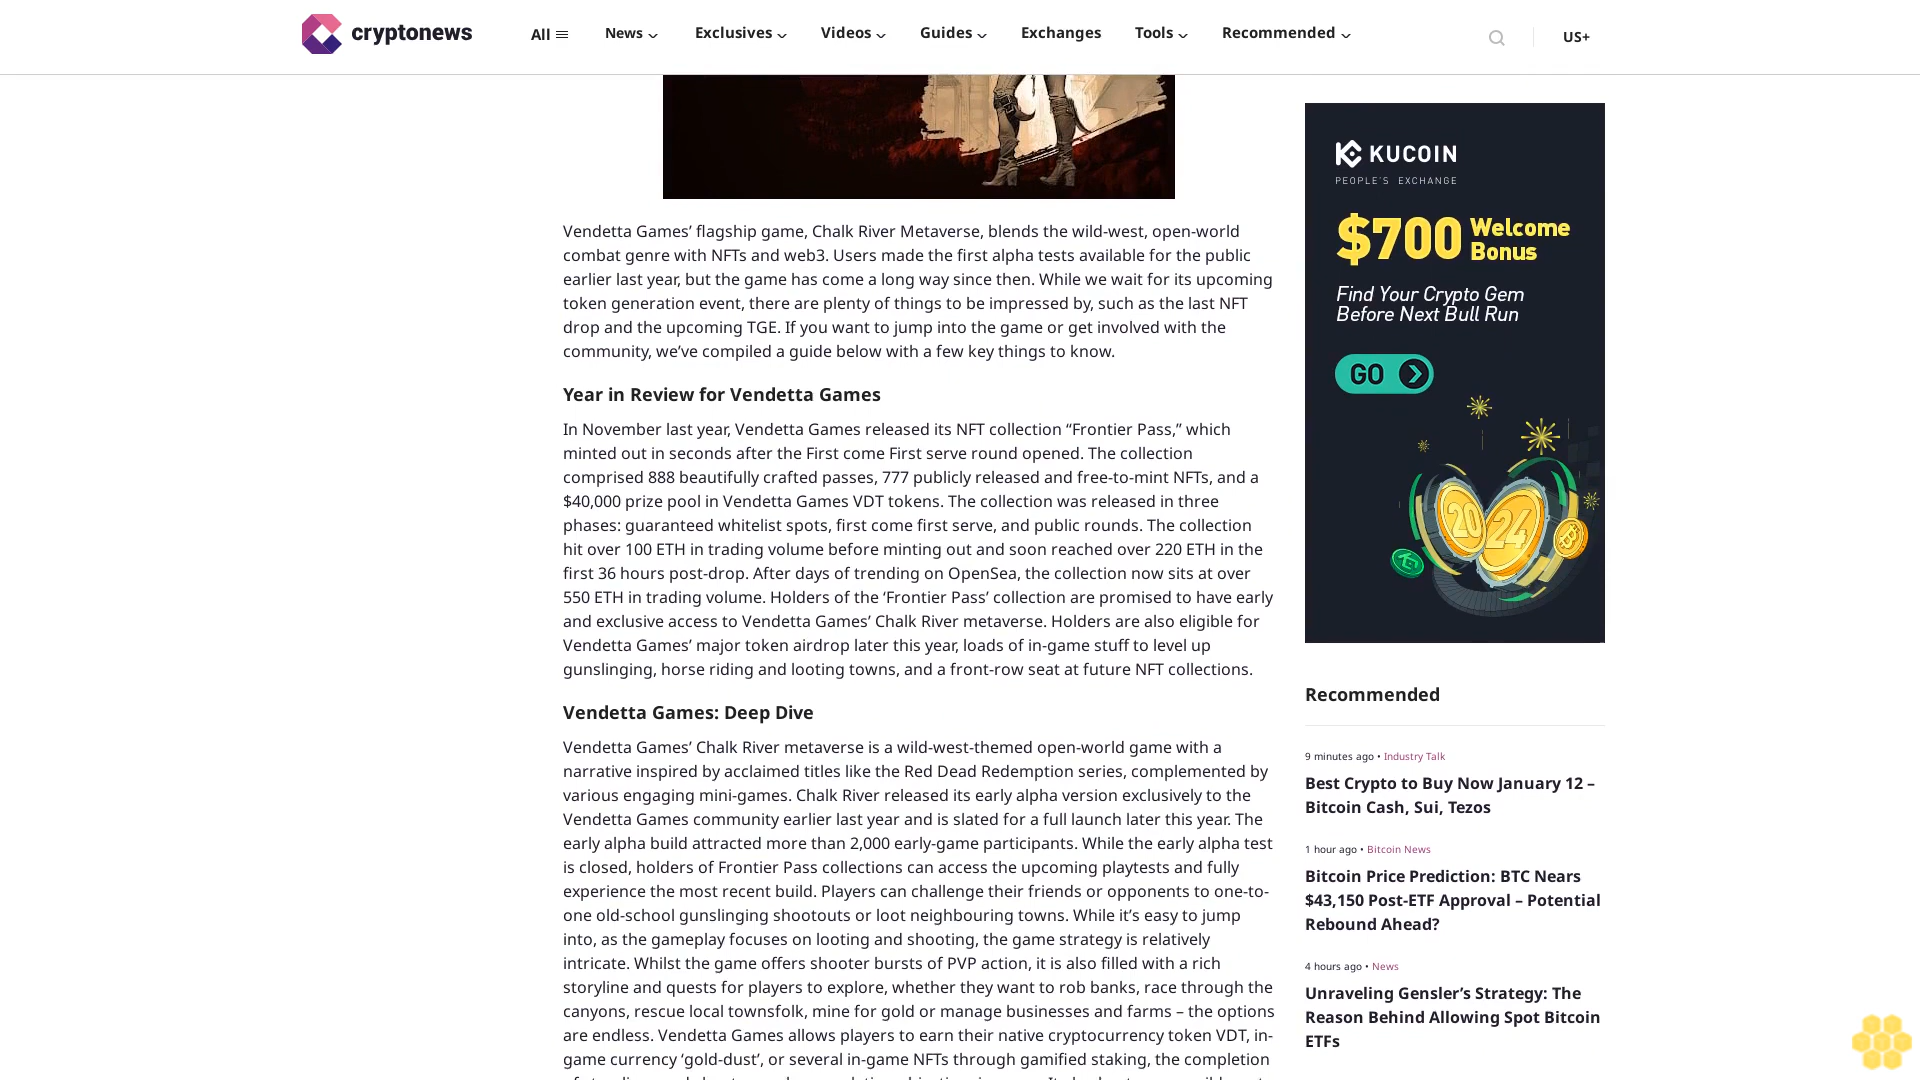 cryptonews
All
News
Exclusives
Videos
Guides
Exchanges
Tools
Recommended
US+
Vendetta Games’ flagship game, Chalk River Metaverse, blends the wild-west, open-world
combat genre with NFTs and web3. Users made the first alpha tests available for the public
earlier last year, but the game has come a long way since then. While we wait for its upcoming
token generation event, there are plenty of things to be impressed by, such as the last NFT
drop and the upcoming TGE. If you want to jump into the game or get involved with the
community, we’ve compiled a guide below with a few key things to know.
Year in Review for Vendetta Games
In November last year, Vendetta Games released its NFT collection “Frontier Pass,” which
minted out in seconds after the First come First serve round opened. The collection
comprised 888 beautifully crafted passes, 777 publicly released and free-to-mint NFTs, and a
$40,000 prize pool in Vendetta Games VDT tokens. The collection was released in three
phases: guaranteed whitelist spots, first come first serve, and public rounds. The collection
hit over 100 ETH in trading volume before minting out and soon reached over 220 ETH in the
first 36 hours post-drop. After days of trending on OpenSea, the collection now sits at over
550 ETH in trading volume. Holders of the ‘Frontier Pass’ collection are promised to have early
and exclusive access to Vendetta Games’ Chalk River metaverse. Holders are also eligible for
Vendetta Games’ major token airdrop later this year, loads of in-game stuff to level up
gunslinging, horse riding and looting towns, and a front-row seat at future NFT collections.
Vendetta Games: Deep Dive
Vendetta Games’ Chalk River metaverse is a wild-west-themed open-world game with a
narrative inspired by acclaimed titles like the Red Dead Redemption series, complemented by
various engaging mini-games. Chalk River released its early alpha version exclusively to the
Vendetta Games community earlier last year and is slated for a full launch later this year. The
early alpha build attracted more than 2,000 early-game participants. While the early alpha test
is closed, holders of Frontier Pass collections can access the upcoming playtests and fully
experience the most recent build. Players can challenge their friends or opponents to one-to-
one old-school gunslinging shootouts or loot neighbouring towns. While it’s easy to jump
into, as the gameplay focuses on looting and shooting, the game strategy is relatively
intricate. Whilst the game offers shooter bursts of PVP action, it is also filled with a rich
storyline and quests for players to explore, whether they want to rob banks, race through the
canyons, rescue local townsfolk, mine for gold or manage businesses and farms – the options
are endless. Vendetta Games allows players to earn their native cryptocurrency token VDT, in-
game currency ‘gold-dust’, or several in-game NFTs through gamified staking, the completion
KUCOIN
PEOPLE'S EXCHANGE
$700 Welcome
Bonus
Find Your Crypto Gem
Before Next Bull Run
GO
20
24
Recommended
9 minutes ago • Industry Talk
Best Crypto to Buy Now January 12 –
Bitcoin Cash, Sui, Tezos
1 hour ago • Bitcoin News
Bitcoin Price Prediction: BTC Nears
$43,150 Post-ETF Approval – Potential
Rebound Ahead?
4 hours ago • News
Unraveling Gensler’s Strategy: The
Reason Behind Allowing Spot Bitcoin
ETFs